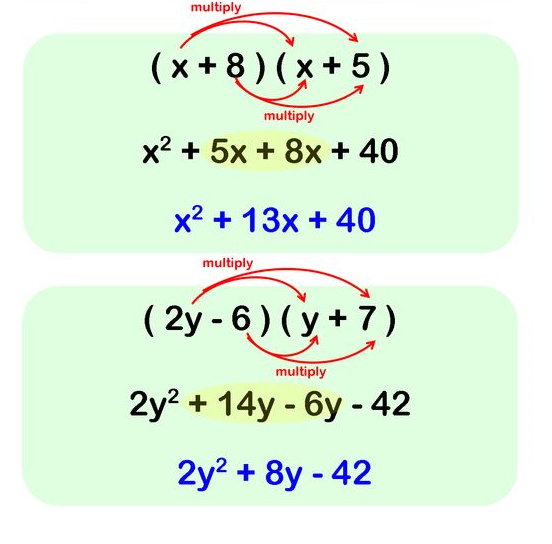 multiply
( x + 8 ) ( x + 5 )
multiply
x² + 5x + 8x + 40
x² + 13x + 40
multiply
( 2y - 6 ) ( y + 7 )
multiply
2y² + 14y - 6y - 42
2y² + 8y - 42